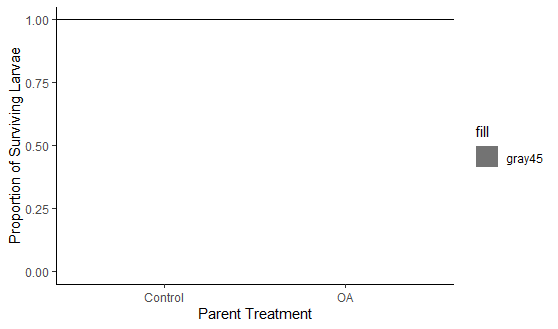 Proportion of Surviving Larvae
1.00
0.75
0.50
0.25
0.00
Control
OA
Parent Treatment
fill
gray45